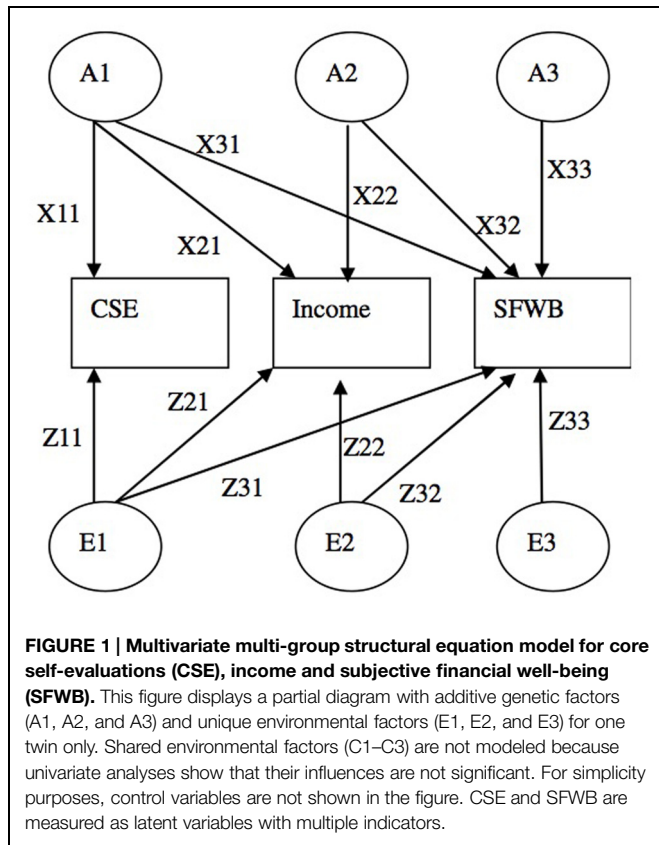 A1
A2
A3
X31
X33
X22
X11
X32
X21
CSE
Income
SFWB
Z21
Z33
Z11
Z22
Z31
Z32
E1
E2
E3
FIGURE 1 | Multivariate multi-group structural equation model for core
self-evaluations (CSE), income and subjective financial well-being
(SFWB). This figure displays a partial diagram with additive genetic factors
(A1, A2, and A3) and unique environmental factors (E1, E2, and E3) for one
twin only. Shared environmental factors (C1–C3) are not modeled because
univariate analyses show that their influences are not significant. For simplicity
purposes, control variables are not shown in the figure. CSE and SFWB are
measured as latent variables with multiple indicators.